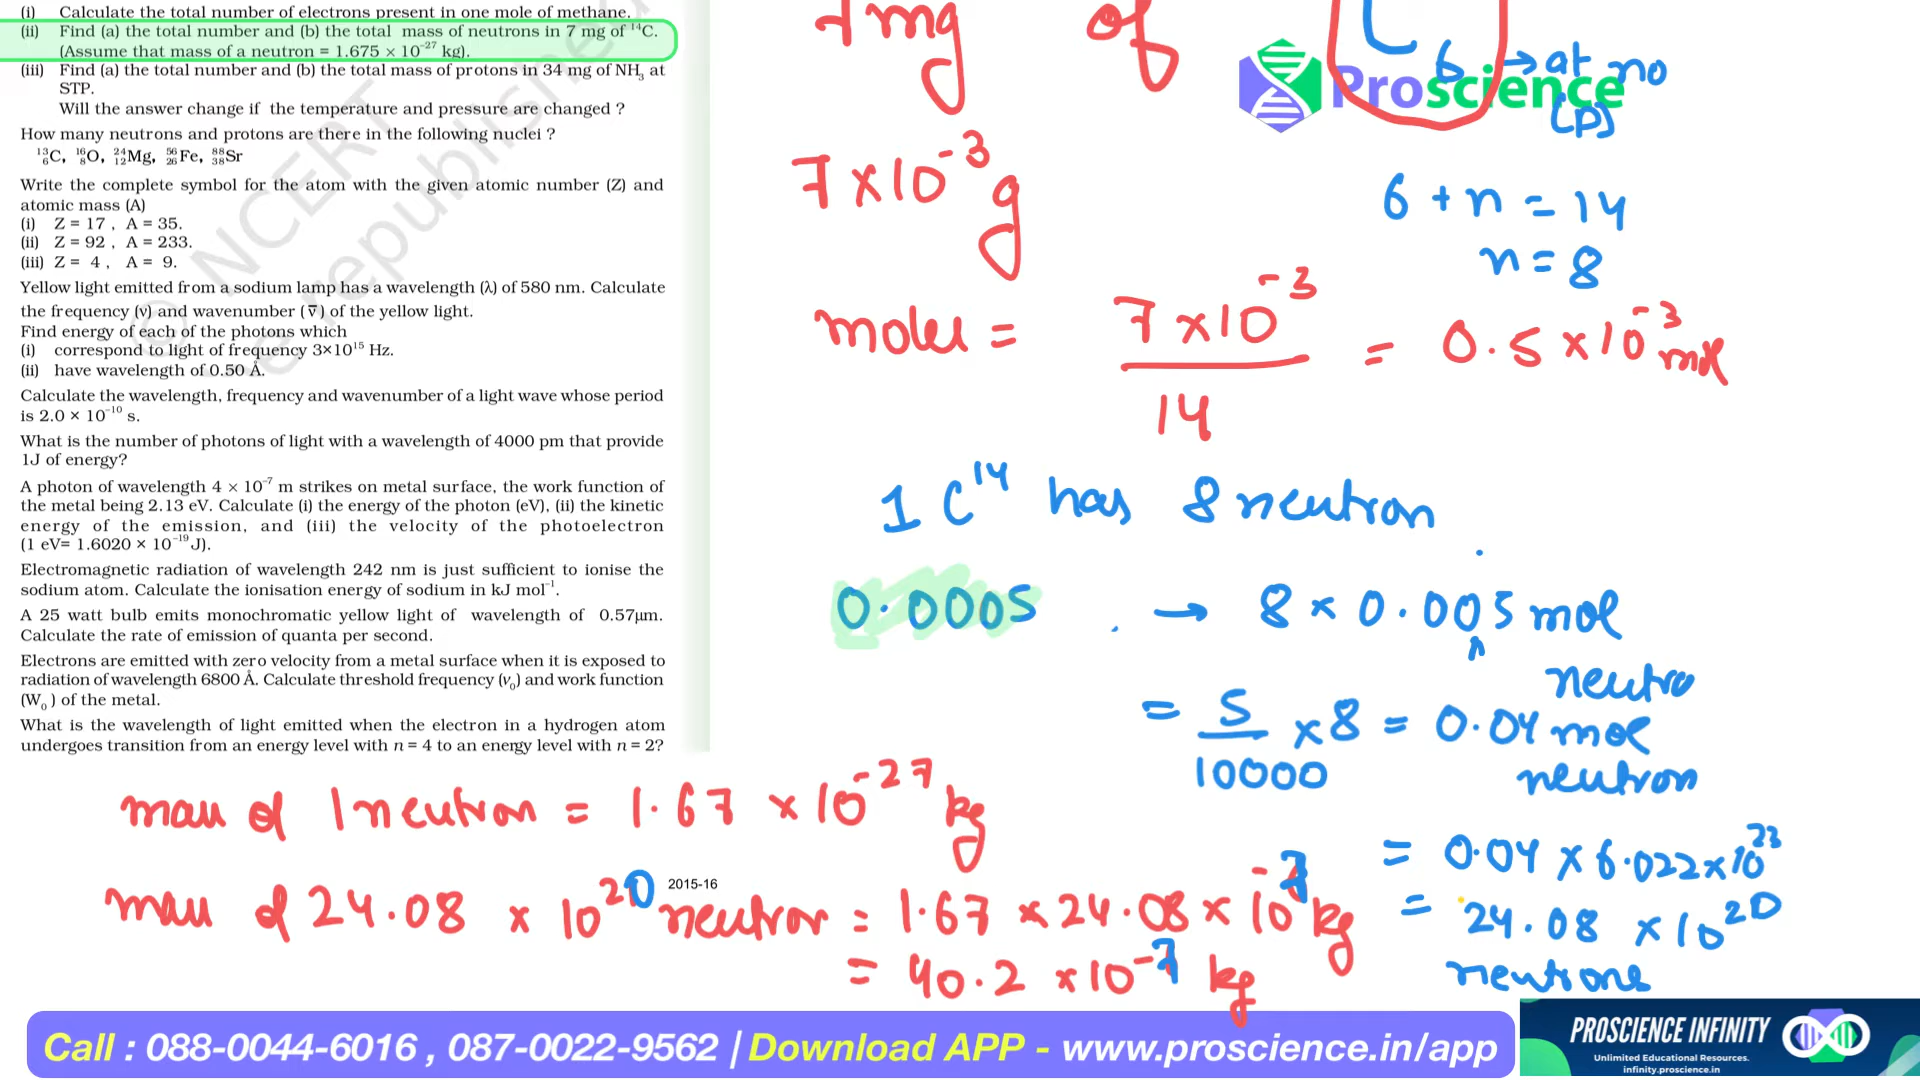 (i) Calculate the total number of electrons present in one mole of methane.
(ii) Find (a) the total number and (b) the total mass of neutrons in 7 mg of ¹⁴C.
(Assume that mass of a neutron = 1.675 × 10⁻²⁷ kg).
(iii) Find (a) the total number and (b) the total mass of protons in 34 mg of NH₃ at
STP.
Will the answer change if the temperature and pressure are changed ?
How many neutrons and protons are there in the following nuclei ?
¹³₆C, ¹⁶₈O, ²⁴₁₂Mg, ⁵⁶₂₆Fe, ⁸⁸₃₈Sr
Write the complete symbol for the atom with the given atomic number (Z) and
atomic mass (A)
(i) Z = 17 , A = 35.
(ii) Z = 92 , A = 233.
(iii) Z = 4 , A = 9.
Yellow light emitted from a sodium lamp has a wavelength (λ) of 580 nm. Calculate
the frequency (ν) and wavenumber ( ν̅ ) of the yellow light.
Find energy of each of the photons which
(i) correspond to light of frequency 3×10¹⁵ Hz.
(ii) have wavelength of 0.50 Å.
Calculate the wavelength, frequency and wavenumber of a light wave whose period
is 2.0 × 10⁻¹⁰ s.
What is the number of photons of light with a wavelength of 4000 pm that provide
1J of energy?
A photon of wavelength 4 × 10⁻⁷ m strikes on metal surface, the work function of
the metal being 2.13 eV. Calculate (i) the energy of the photon (eV), (ii) the kinetic
energy of the emission, and (iii) the velocity of the photoelectron
(1 eV= 1.6020 × 10⁻¹⁹ J).
Electromagnetic radiation of wavelength 242 nm is just sufficient to ionise the
sodium atom. Calculate the ionisation energy of sodium in kJ mol⁻¹.
A 25 watt bulb emits monochromatic yellow light of wavelength of 0.57μm.
Calculate the rate of emission of quanta per second.
Electrons are emitted with zero velocity from a metal surface when it is exposed to
radiation of wavelength 6800 Å. Calculate threshold frequency (ν₀) and work function
(W₀ ) of the metal.
What is the wavelength of light emitted when the electron in a hydrogen atom
undergoes transition from an energy level with n = 4 to an energy level with n = 2?
© NCERT
republished
7mg of C 6 → at no
(p)
Proscience
7×10⁻³ g
6 + n = 14
n = 8
moles = 7×10⁻³ / 14 = 0.5×10⁻³ mol
1 C¹⁴ has 8 neutron
0.0005 → 8 × 0.005 mol
neutro
= 5/10000 × 8 = 0.04 mol
neutron
mass of 1 neutron = 1.67 × 10⁻²⁷ kg
= 0.04 × 6.022×10²³
2015-16
mass of 24.08 × 10²⁰ neutron = 1.67 × 24.08 × 10⁻⁷ kg
= 24.08 × 10²⁰
neutrons
= 40.2 × 10⁻⁷ kg
Call : 088-0044-6016 , 087-0022-9562 | Download APP - www.proscience.in/app
PROSCIENCE INFINITY
Unlimited Educational Resources.
infinity.proscience.in